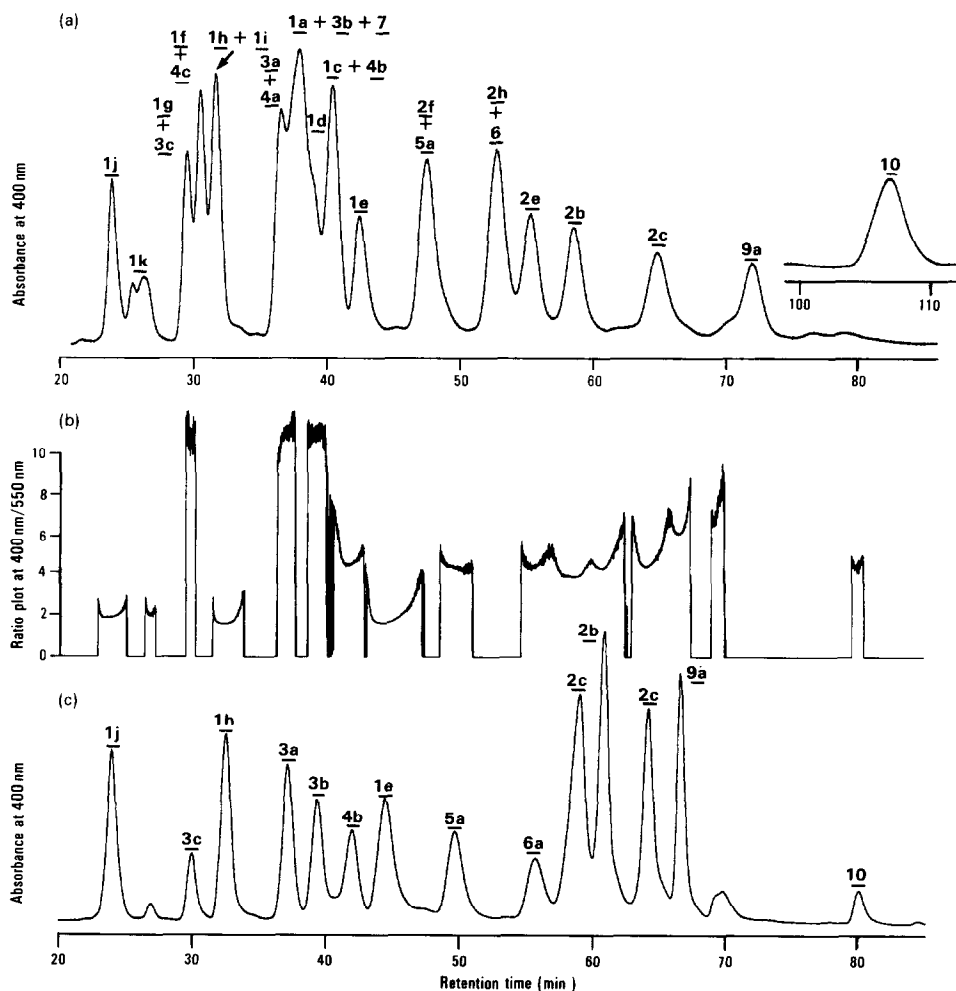 (a)
1j
1k
1g
+
3c
1f
+
4c
1h + 1i
3a
+
4a
1a + 3b + 7
1d
1c + 4b
1e
2f
+
5a
2h
+
6
2e
2b
2c
9a
10
Absorbance at 400 nm
100 110
20 30 40 50 60 70 80
(b)
Ratio plot at 400 nm/550 nm
10
8
6
4
2
0
(c)
1j
3c
1h
3a
3b
4b
1e
5a
6a
2c
2b
2c
9a
10
Absorbance at 400 nm
20 30 40 50 60 70 80
Retention time (min)